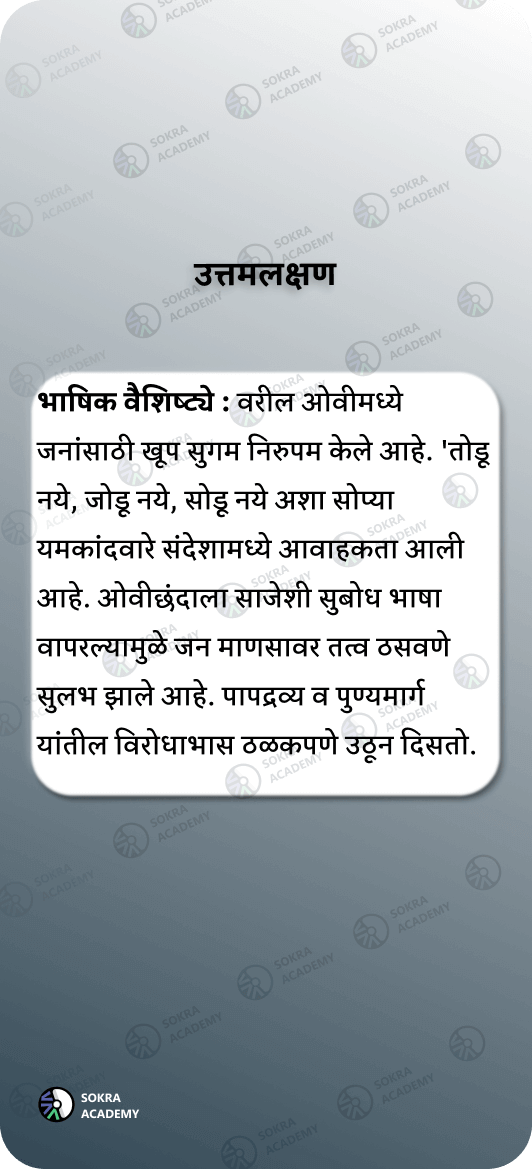 उत्तमलक्षण
भाषिक वैशिष्ट्ये : वरील ओवीमध्ये
जनांसाठी खूप सुगम निरुपम केले आहे. 'तोडू
नये, जोडू नये, सोडू नये अशा सोप्या
यमकांदवारे संदेशामध्ये आवाहकता आली
आहे. ओवीछंदाला साजेशी सुबोध भाषा
वापरल्यामुळे जन माणसावर तत्व ठसवणे
सुलभ झाले आहे. पापद्रव्य व पुण्यमार्ग
यांतील विरोधाभास ठळकपणे उठून दिसतो.
SOKRA
ACADEMY